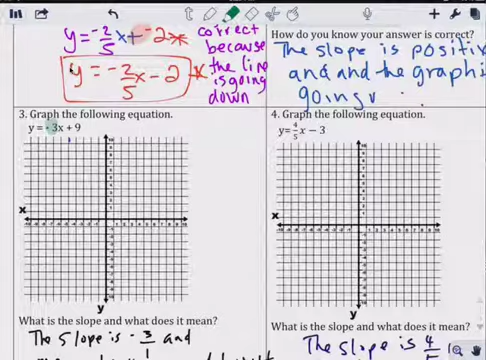 y = -2/5 x + -2
y = -2/5 x - 2
correct
because
the line
is going
down
How do you know your answer is correct?
The slope is positiv
and and the graph i
going
3. Graph the following equation.
y = - 3x + 9
x
y
What is the slope and what does it mean?
The slope is - 3/1 and
4. Graph the following equation.
y= 4/5 x - 3
x
y
What is the slope and what does it mean?
The slope is 4